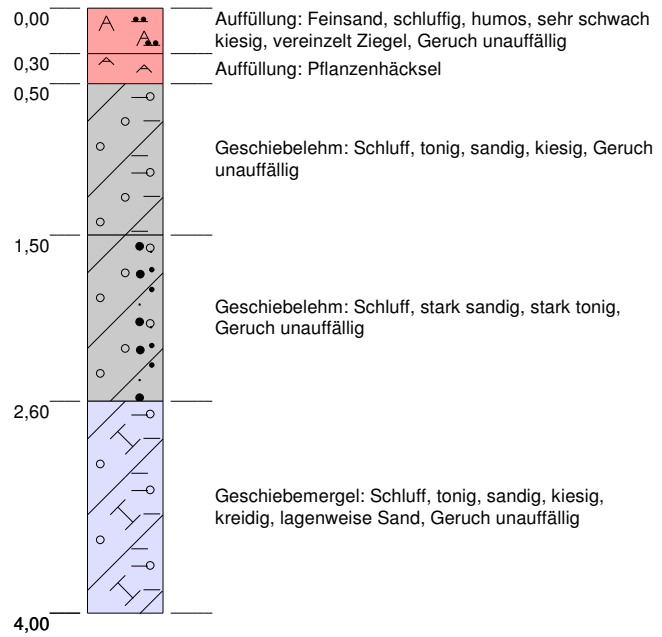 0,00
Auffüllung: Feinsand, schluffig, humos, sehr schwach
kiesig, vereinzelt Ziegel, Geruch unauffällig
0,30
Auffüllung: Pflanzenhäcksel
0,50
Geschiebelehm: Schluff, tonig, sandig, kiesig, Geruch
unauffällig
1,50
Geschiebelehm: Schluff, stark sandig, stark tonig,
Geruch unauffällig
2,60
Geschiebemergel: Schluff, tonig, sandig, kiesig,
kreidig, lagenweise Sand, Geruch unauffällig
4,00